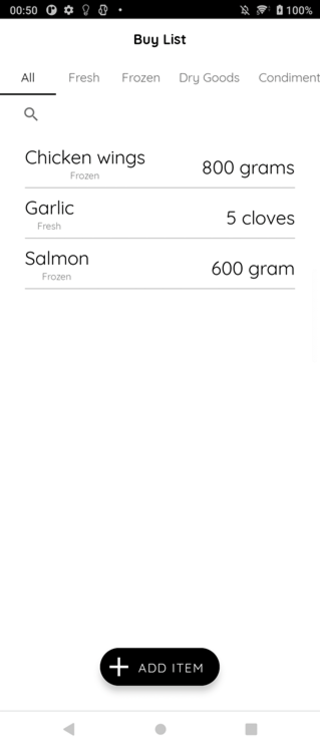 00:50 100%
Buy List
All Fresh Frozen Dry Goods Condiment
Chicken wings
Frozen
800 grams
Garlic
Fresh
5 cloves
Salmon
Frozen
600 gram
ADD ITEM